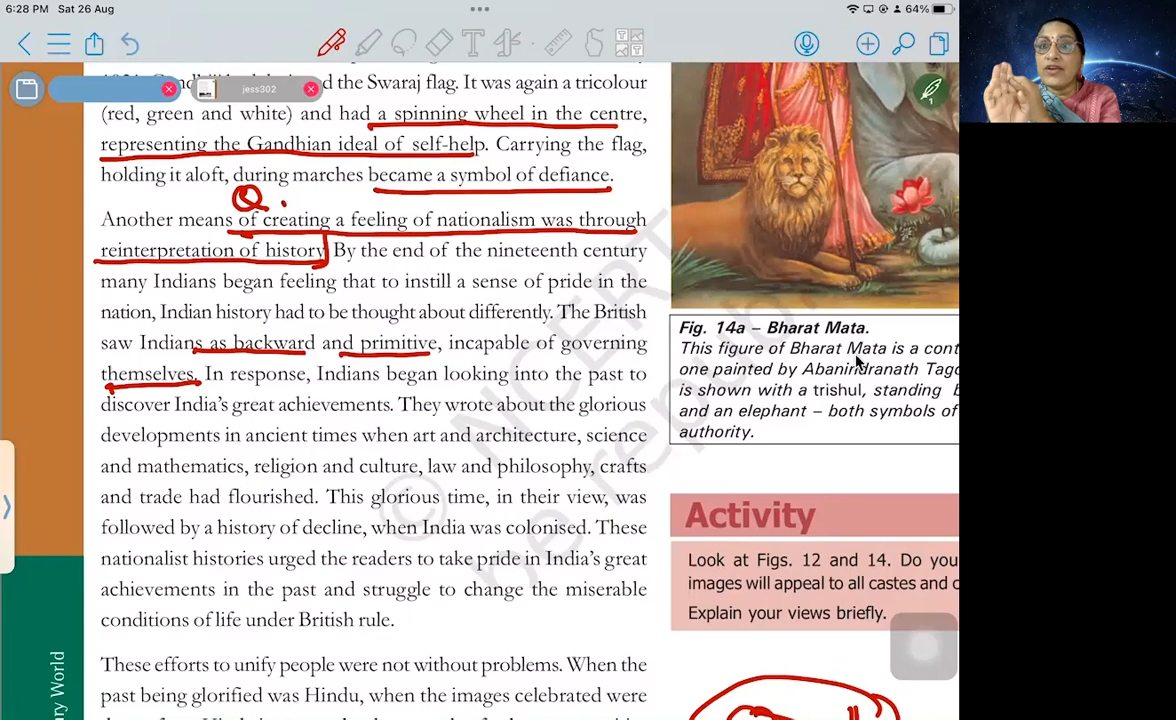 6:28 PM Sat 26 Aug
64%
jess302
d the Swaraj flag. It was again a tricolour
(red, green and white) and had a spinning wheel in the centre,
representing the Gandhian ideal of self-help. Carrying the flag,
holding it aloft, during marches became a symbol of defiance.
Q.
Another means of creating a feeling of nationalism was through
reinterpretation of history. By the end of the nineteenth century
many Indians began feeling that to instill a sense of pride in the
nation, Indian history had to be thought about differently. The British
saw Indians as backward and primitive, incapable of governing
themselves. In response, Indians began looking into the past to
discover India's great achievements. They wrote about the glorious
developments in ancient times when art and architecture, science
and mathematics, religion and culture, law and philosophy, crafts
and trade had flourished. This glorious time, in their view, was
followed by a history of decline, when India was colonised. These
nationalist histories urged the readers to take pride in India's great
achievements in the past and struggle to change the miserable
conditions of life under British rule.
These efforts to unify people were not without problems. When the
past being glorified was Hindu, when the images celebrated were
Fig. 14a – Bharat Mata.
This figure of Bharat Mata is a cont
one painted by Abanindranath Tago
is shown with a trishul, standing
and an elephant – both symbols of
authority.
Activity
Look at Figs. 12 and 14. Do you
images will appeal to all castes and c
Explain your views briefly.
© NCERT
be republi
ry World
1